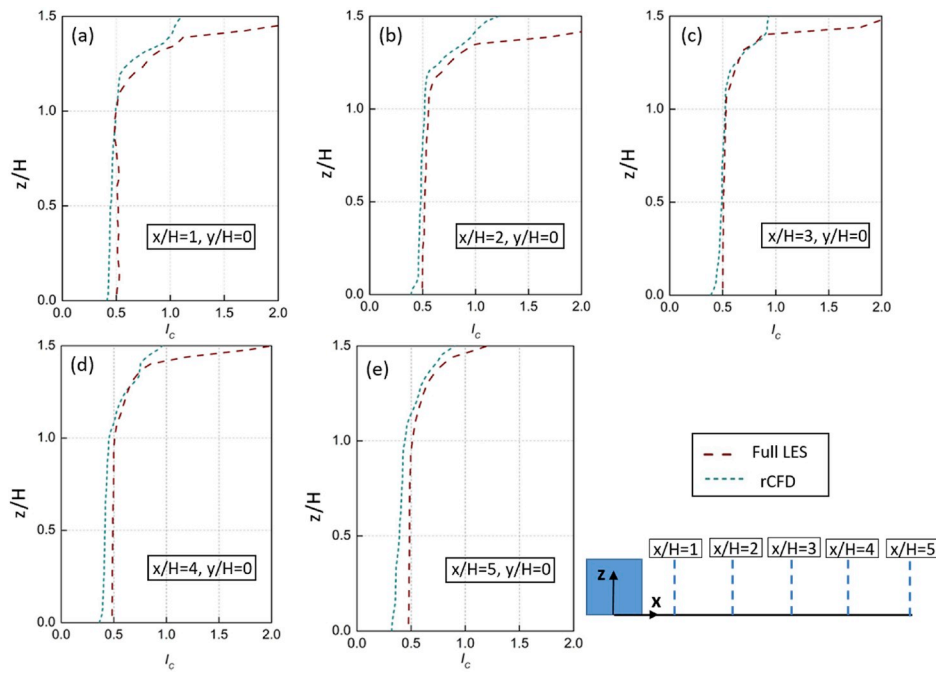 1.5
(a)
1.0
z/H
0.5
x/H=1, y/H=0
0.0
0.0 0.5 1.0 1.5 2.0
I_c
1.5
(b)
1.0
z/H
0.5
x/H=2, y/H=0
0.0
0.0 0.5 1.0 1.5 2.0
I_c
1.5
(c)
1.0
z/H
0.5
x/H=3, y/H=0
0.0
0.0 0.5 1.0 1.5 2.0
I_c
1.5
(d)
1.0
z/H
0.5
x/H=4, y/H=0
0.0
0.0 0.5 1.0 1.5 2.0
I_c
1.5
(e)
1.0
z/H
0.5
x/H=5, y/H=0
0.0
0.0 0.5 1.0 1.5 2.0
I_c
Full LES
rCFD
x/H=1 x/H=2 x/H=3 x/H=4 x/H=5
z
x